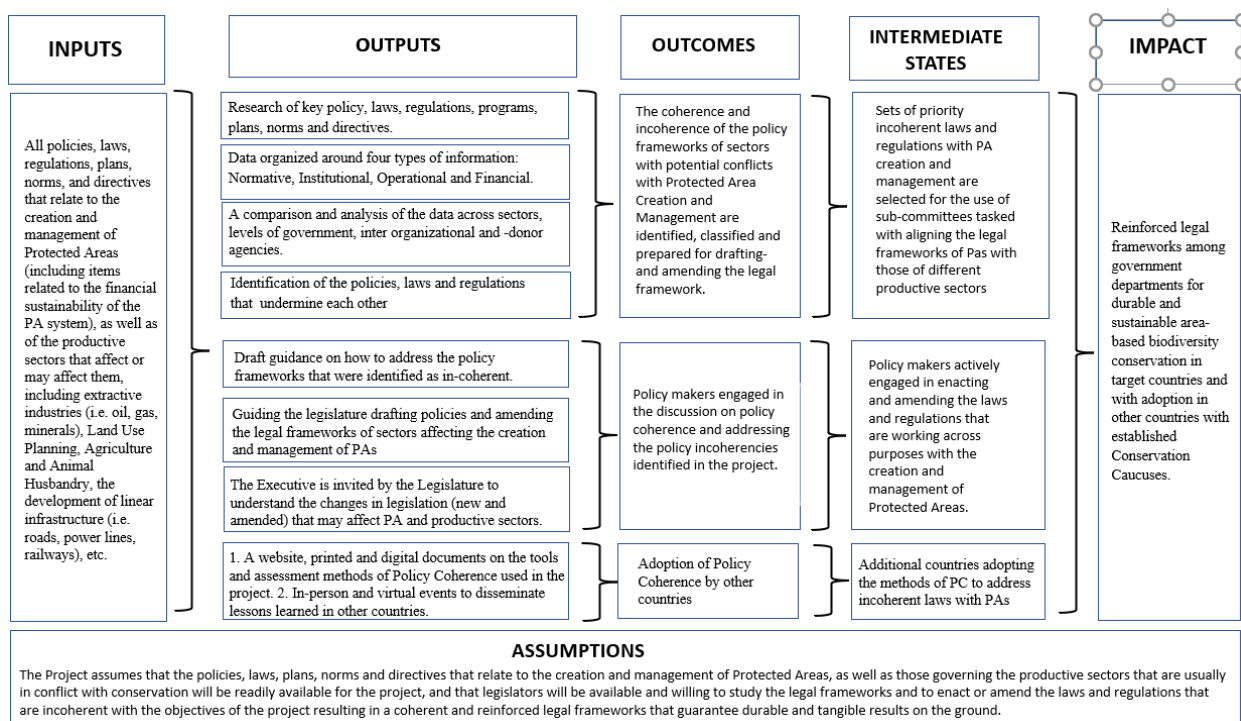 INPUTS
OUTPUTS
OUTCOMES
INTERMEDIATE
STATES
IMPACT
All policies, laws,
regulations, plans,
norms, and directives
that relate to the
creation and
management of
Protected Areas
(including items
related to the financial
sustainability of the
PA system), as well as
of the productive
sectors that affect or
may affect them,
including extractive
industries (i.e. oil, gas,
minerals), Land Use
Planning, Agriculture
and Animal
Husbandry, the
development of linear
infrastructure (i.e.
roads, power lines,
railways), etc.
Research of key policy, laws, regulations, programs,
plans, norms and directives.
Data organized around four types of information:
Normative, Institutional, Operational and Financial.
A comparison and analysis of the data across sectors,
levels of government, inter organizational and -donor
agencies.
Identification of the policies, laws and regulations
that undermine each other
The coherence and
incoherence of the policy
frameworks of sectors
with potential conflicts
with Protected Area
Creation and
Management are
identified, classified and
prepared for drafting-
and amending the legal
framework.
Sets of priority
incoherent laws and
regulations with PA
creation and
management are
selected for the use of
sub-committees tasked
with aligning the legal
frameworks of Pas with
those of different
productive sectors
Draft guidance on how to address the policy
frameworks that were identified as in-coherent.
Guiding the legislature drafting policies and amending
the legal frameworks of sectors affecting the creation
and management of PAs
The Executive is invited by the Legislature to
understand the changes in legislation (new and
amended) that may affect PA and productive sectors.
Policy makers engaged in
the discussion on policy
coherence and addressing
the policy incoherencies
identified in the project.
Policy makers actively
engaged in enacting
and amending the laws
and regulations that
are working across
purposes with the
creation and
management of
Protected Areas.
1. A website, printed and digital documents on the tools
and assessment methods of Policy Coherence used in the
project. 2. In-person and virtual events to disseminate
lessons learned in other countries.
Adoption of Policy
Coherence by other
countries
Additional countries adopting
the methods of PC to address
incoherent laws with PAs
Reinforced legal
frameworks among
government
departments for
durable and
sustainable area-
based biodiversity
conservation in
target countries and
with adoption in
other countries with
established
Conservation
Caucuses.
ASSUMPTIONS
The Project assumes that the policies, laws, plans, norms and directives that relate to the creation and management of Protected Areas, as well as those governing the productive sectors that are usually
in conflict with conservation will be readily available for the project, and that legislators will be available and willing to study the legal frameworks and to enact or amend the laws and regulations that
are incoherent with the objectives of the project resulting in a coherent and reinforced legal frameworks that guarantee durable and tangible results on the ground.